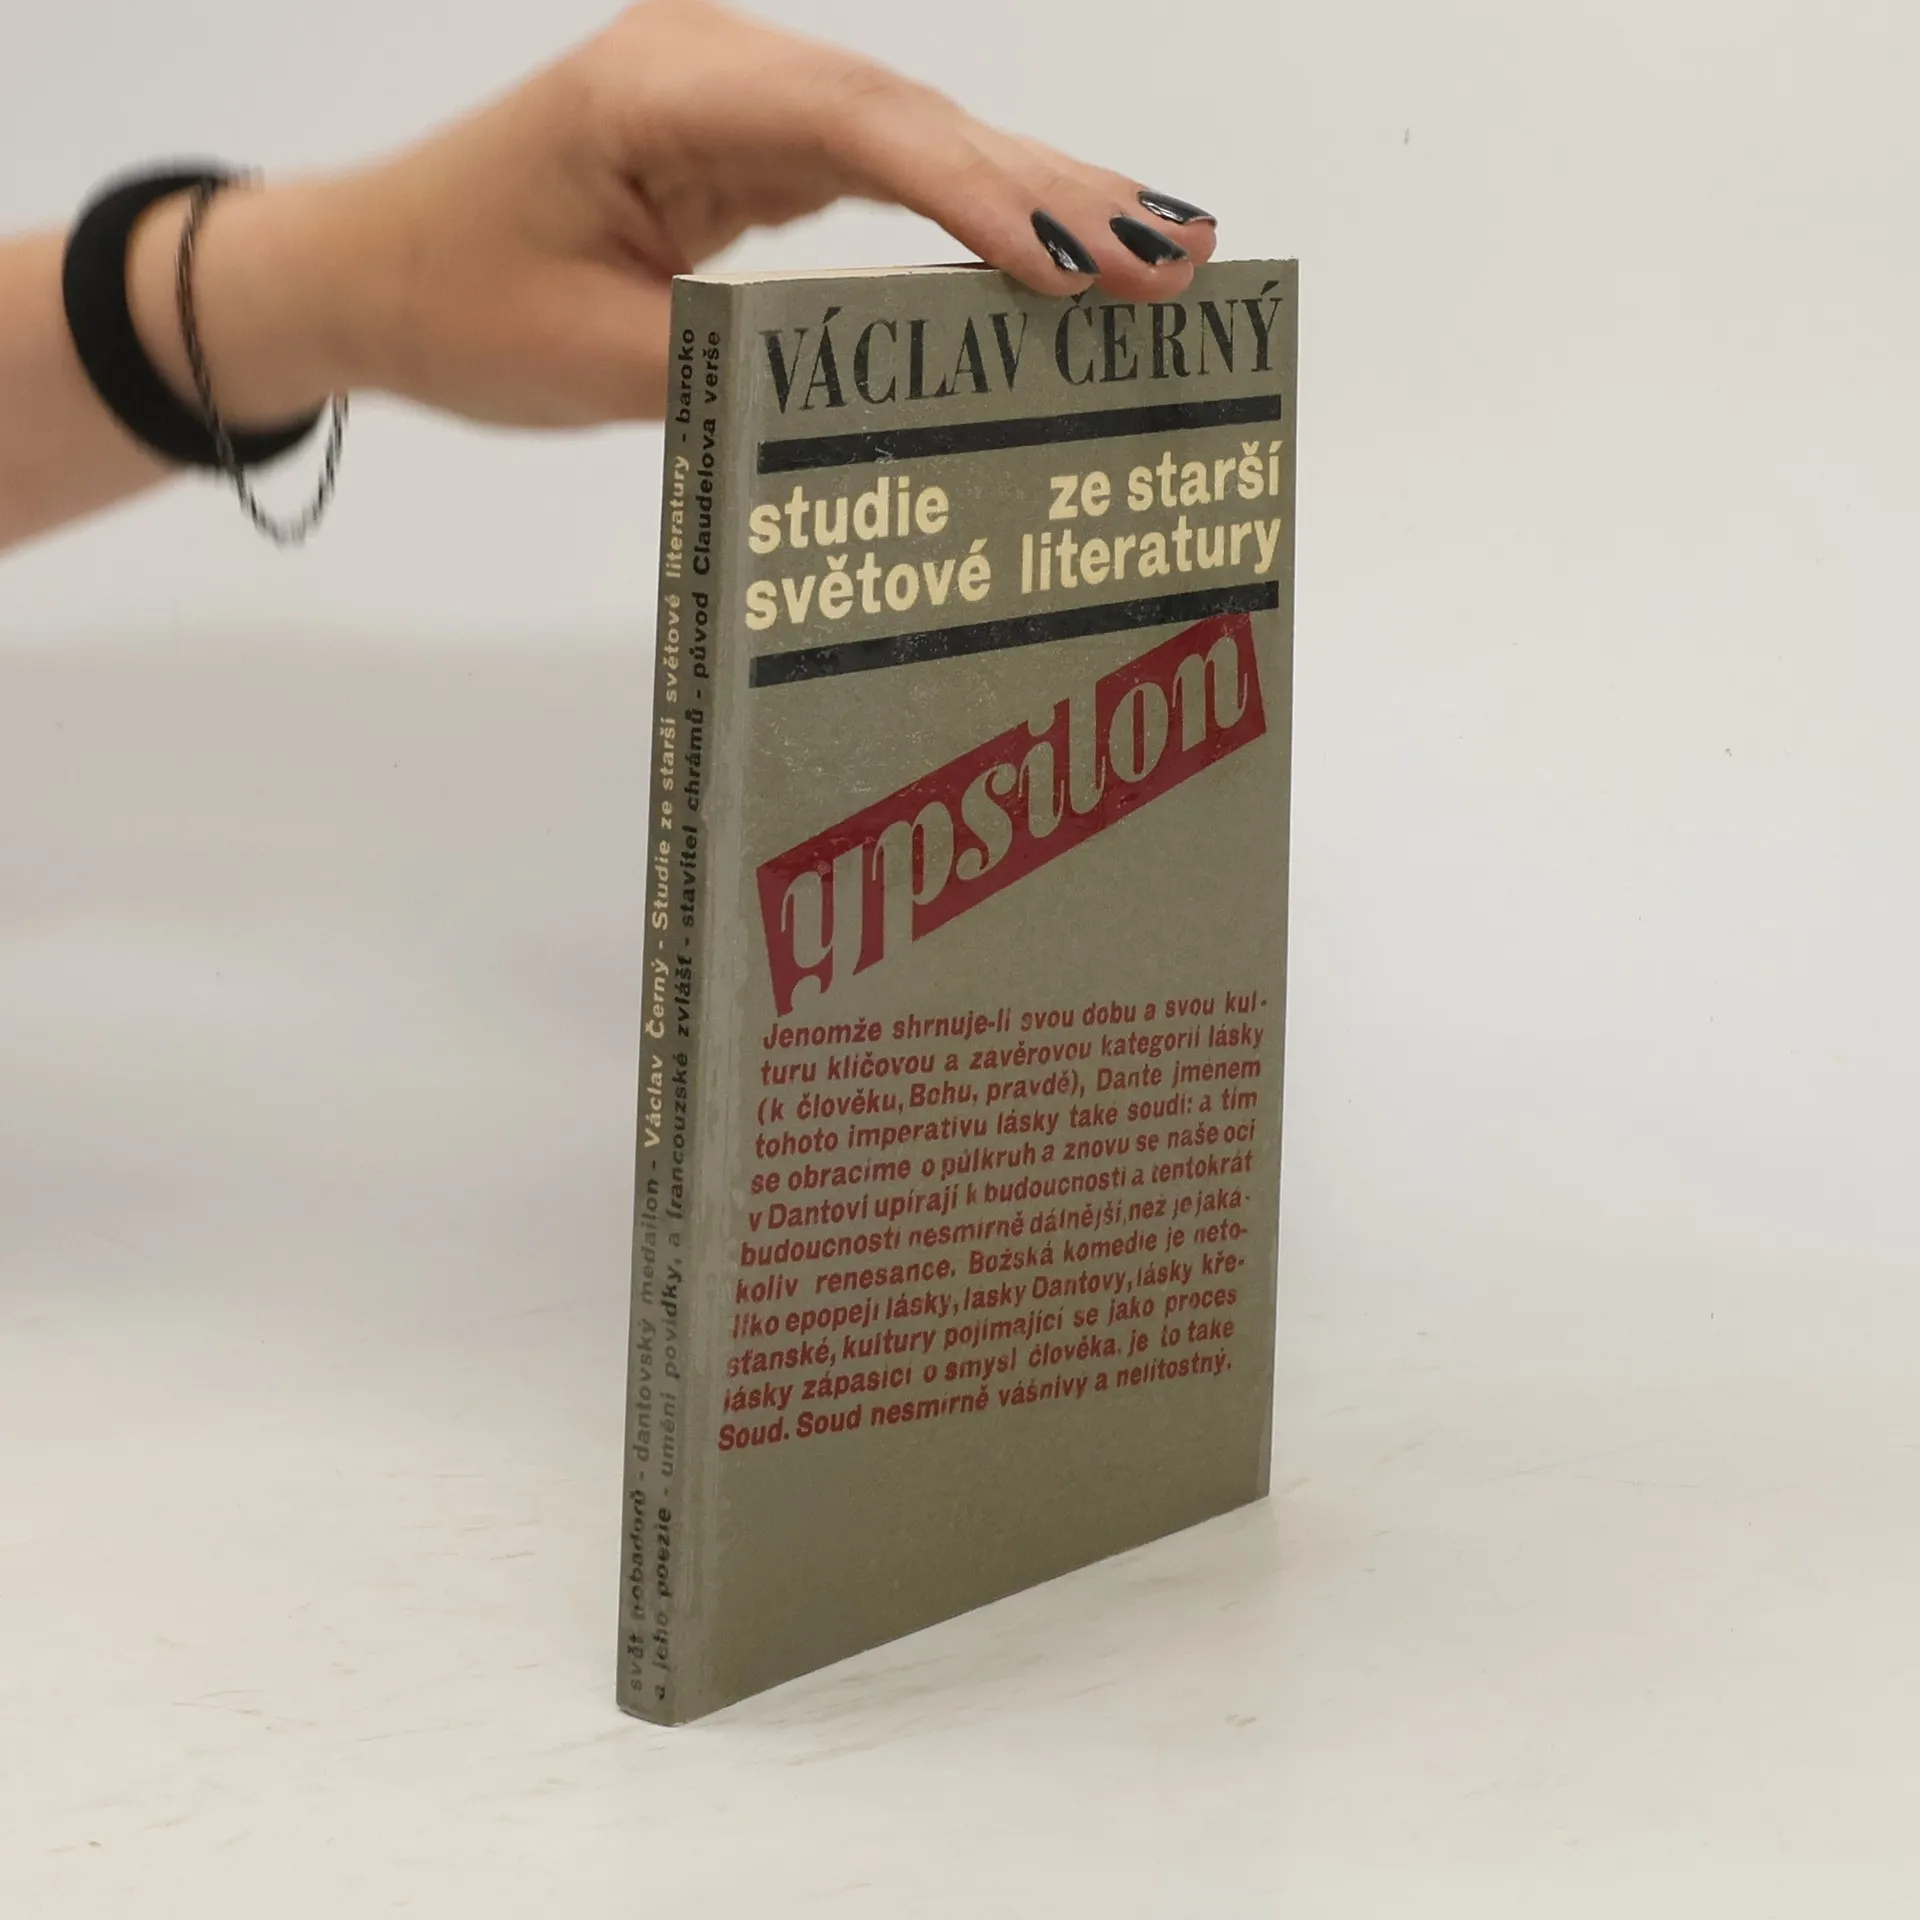 VÁCLAV ČERNÝ
studie ze starší
světové literatury
ypsilon
Jenomže shrnuje-li svou dobu a svou kul-
turu klíčovou a závěrovou kategorií lásky
(k člověku, Bohu, pravdě), Dante jménem
tohoto imperativu lásky také soudí: a tím
se obracíme o půlkruh a znovu se naše oči
v Dantovi upírají k budoucnosti a tentokrát
budoucnosti nesmírně dálnější, než je jaká-
koliv renesance. Božská komedie je neto-
liko epopejí lásky, lásky Dantovy, lásky kře-
sťanské, kultury pojímající se jako proces
lásky zápasící o smysl člověka, je to také
Soud. Soud nesmírně vášnivý a nelítostný.
svět trobadorů - dantovský medailon - Václav Černý - Studie ze starší světové literatury - baroko
a jeho poezie - umění povídky, a francouzské zvlášť - stavitel chrámů - původ Claudelova verše